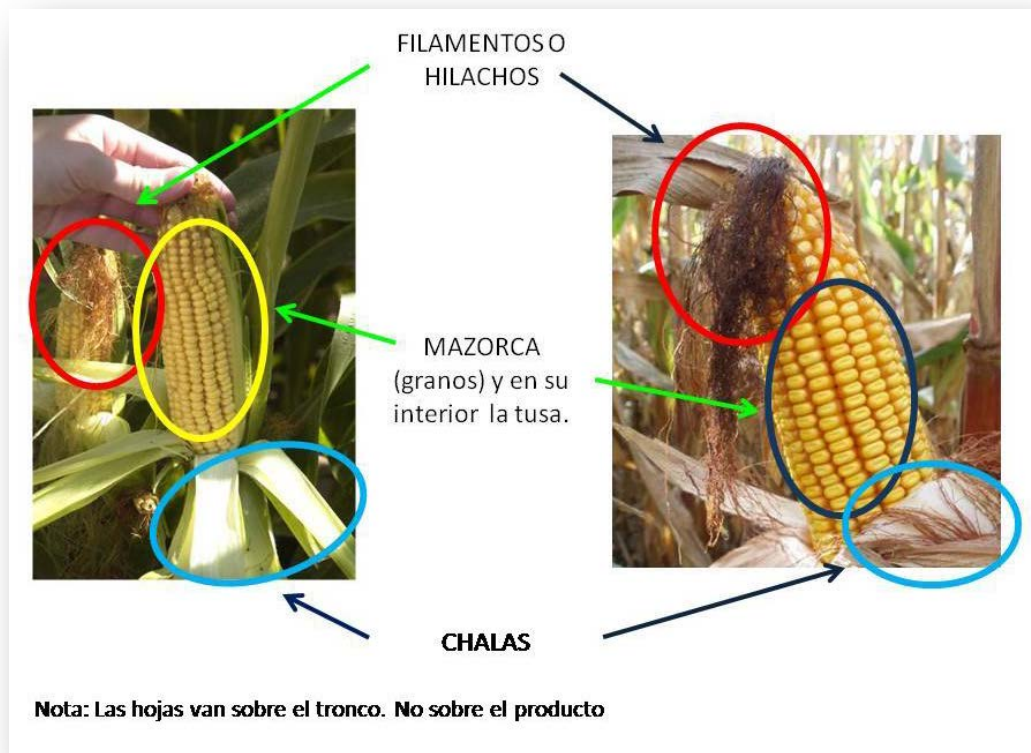 FILAMENTOS O
HILACHOS
MAZORCA
(granos) y en su
interior la tusa.
CHALAS
Nota: Las hojas van sobre el tronco. No sobre el producto